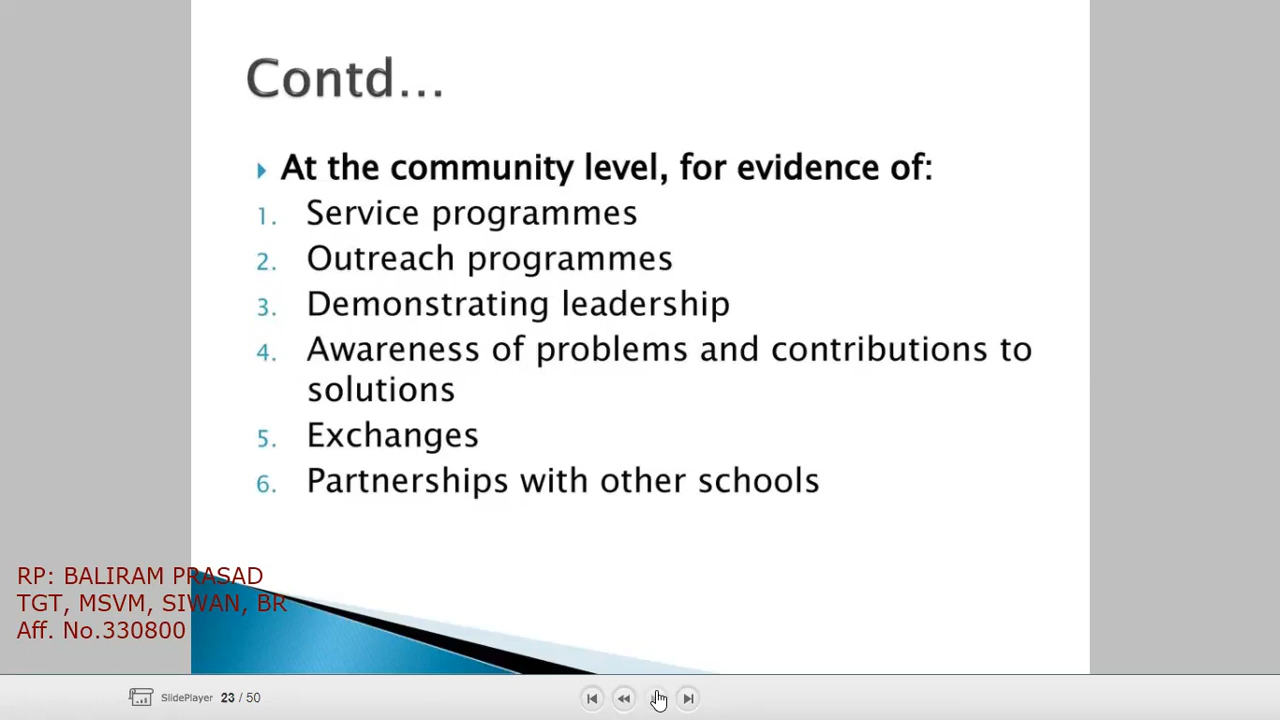 Contd...
At the community level, for evidence of:
1. Service programmes
2. Outreach programmes
3. Demonstrating leadership
4. Awareness of problems and contributions to
solutions
5. Exchanges
6. Partnerships with other schools
RP: BALIRAM PRASAD
TGT, MSVM, SIWAN, BR
Aff. No.330800
SlidePlayer 23 / 50